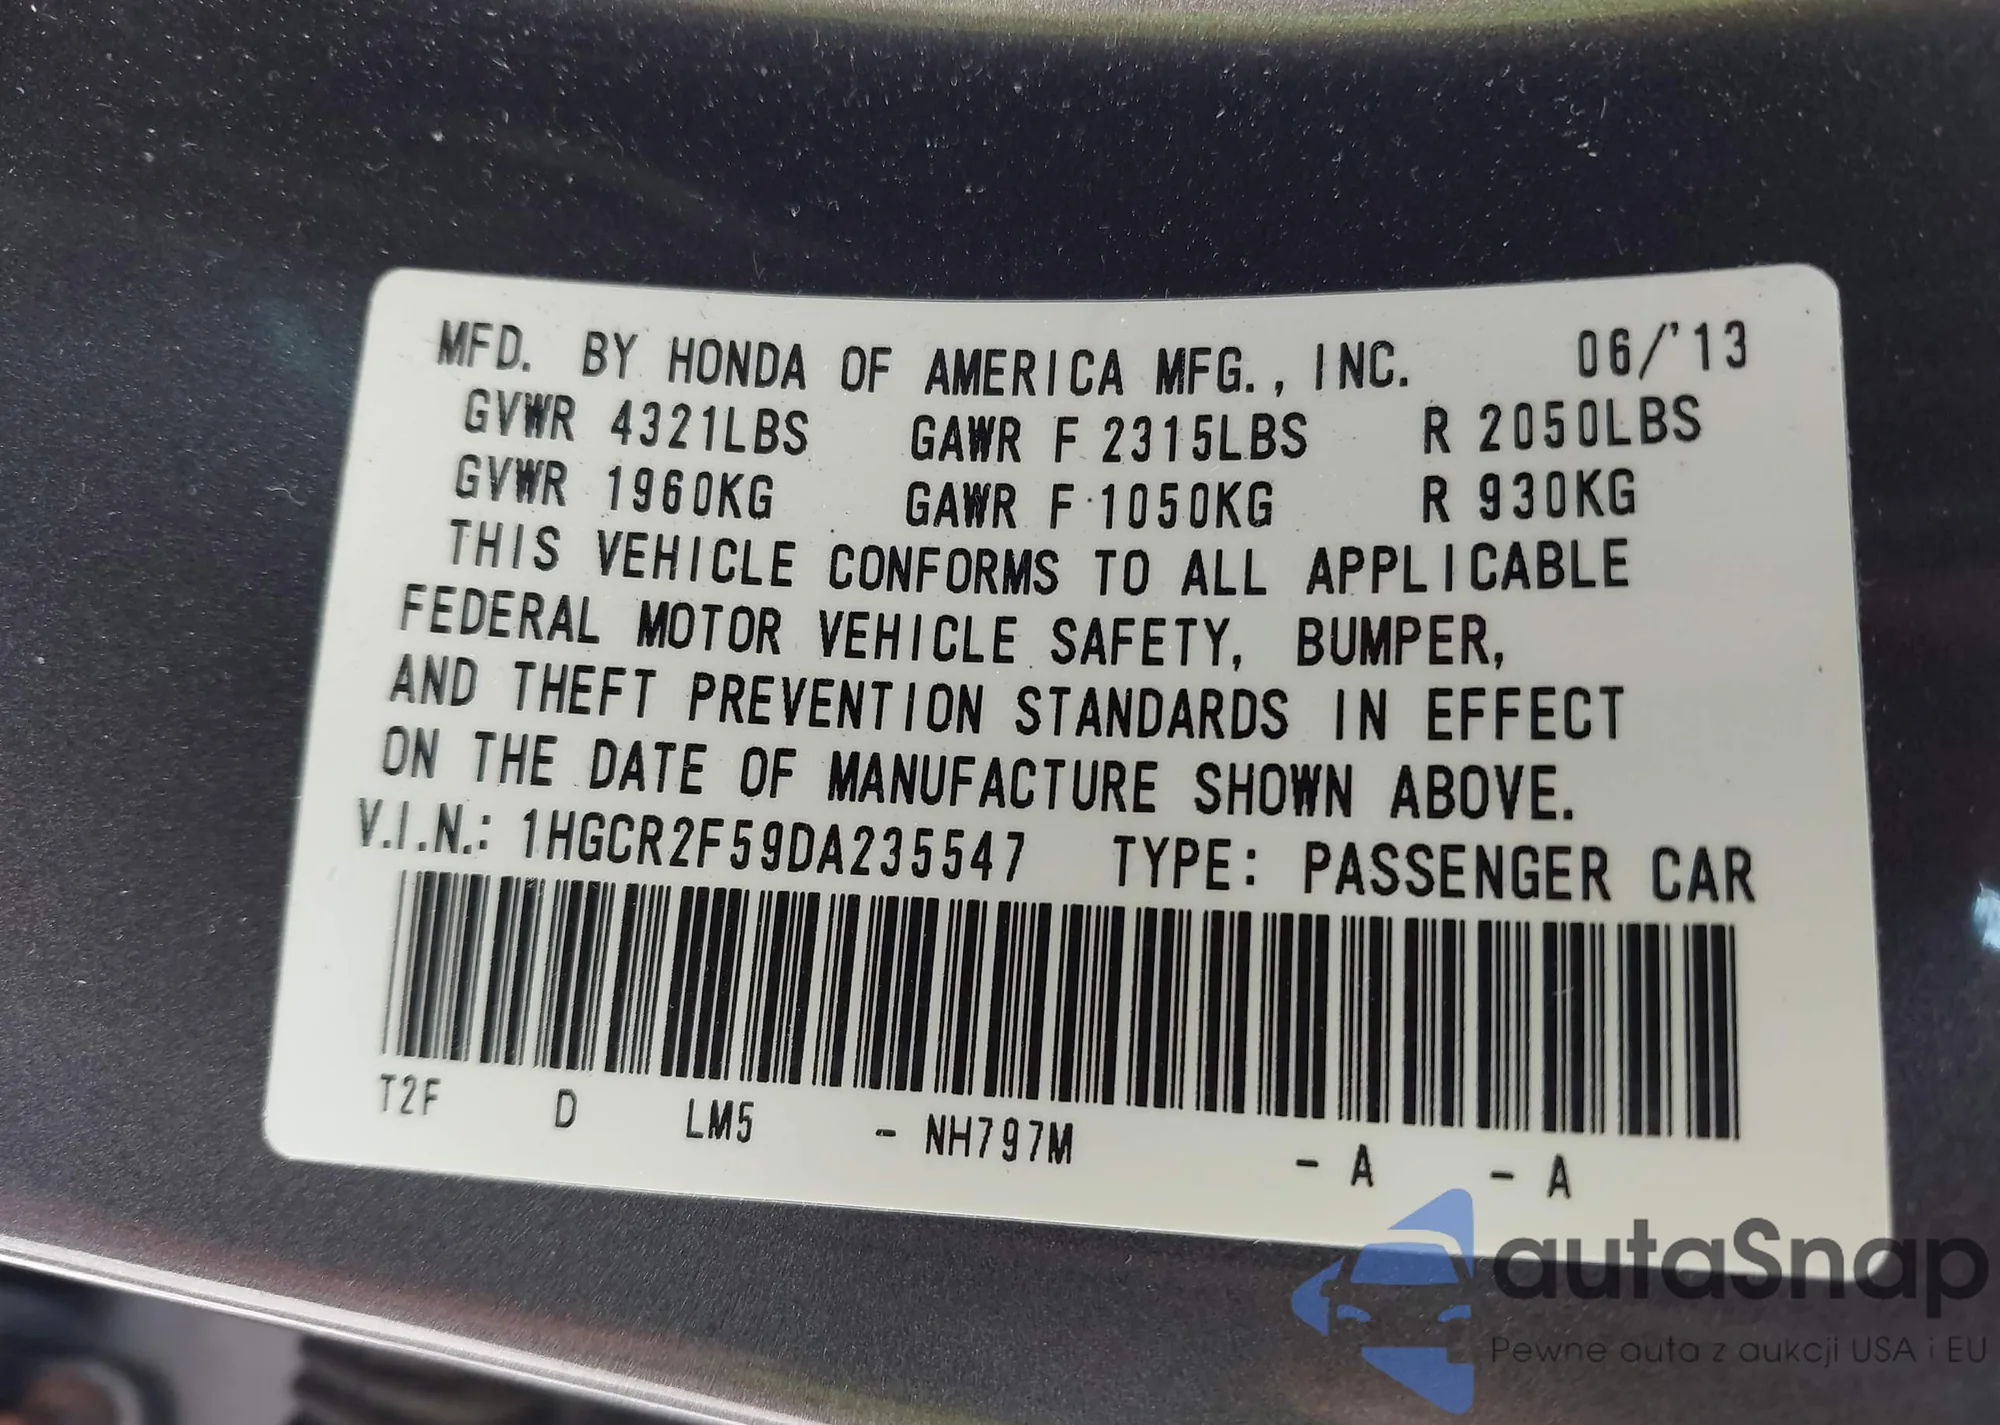 MFD. BY HONDA OF AMERICA MFG., INC. 06/'13
GVWR 4321LBS GAWR F 2315LBS R 2050LBS
GVWR 1960KG GAWR F 1050KG R 930KG
THIS VEHICLE CONFORMS TO ALL APPLICABLE
FEDERAL MOTOR VEHICLE SAFETY, BUMPER,
AND THEFT PREVENTION STANDARDS IN EFFECT
ON THE DATE OF MANUFACTURE SHOWN ABOVE.
V.I.N.: 1HGCR2F59DA235547 TYPE: PASSENGER CAR
T2F D LM5 - NH797M - A - A
autaSnap
Pewne auta z aukcji USA i EU